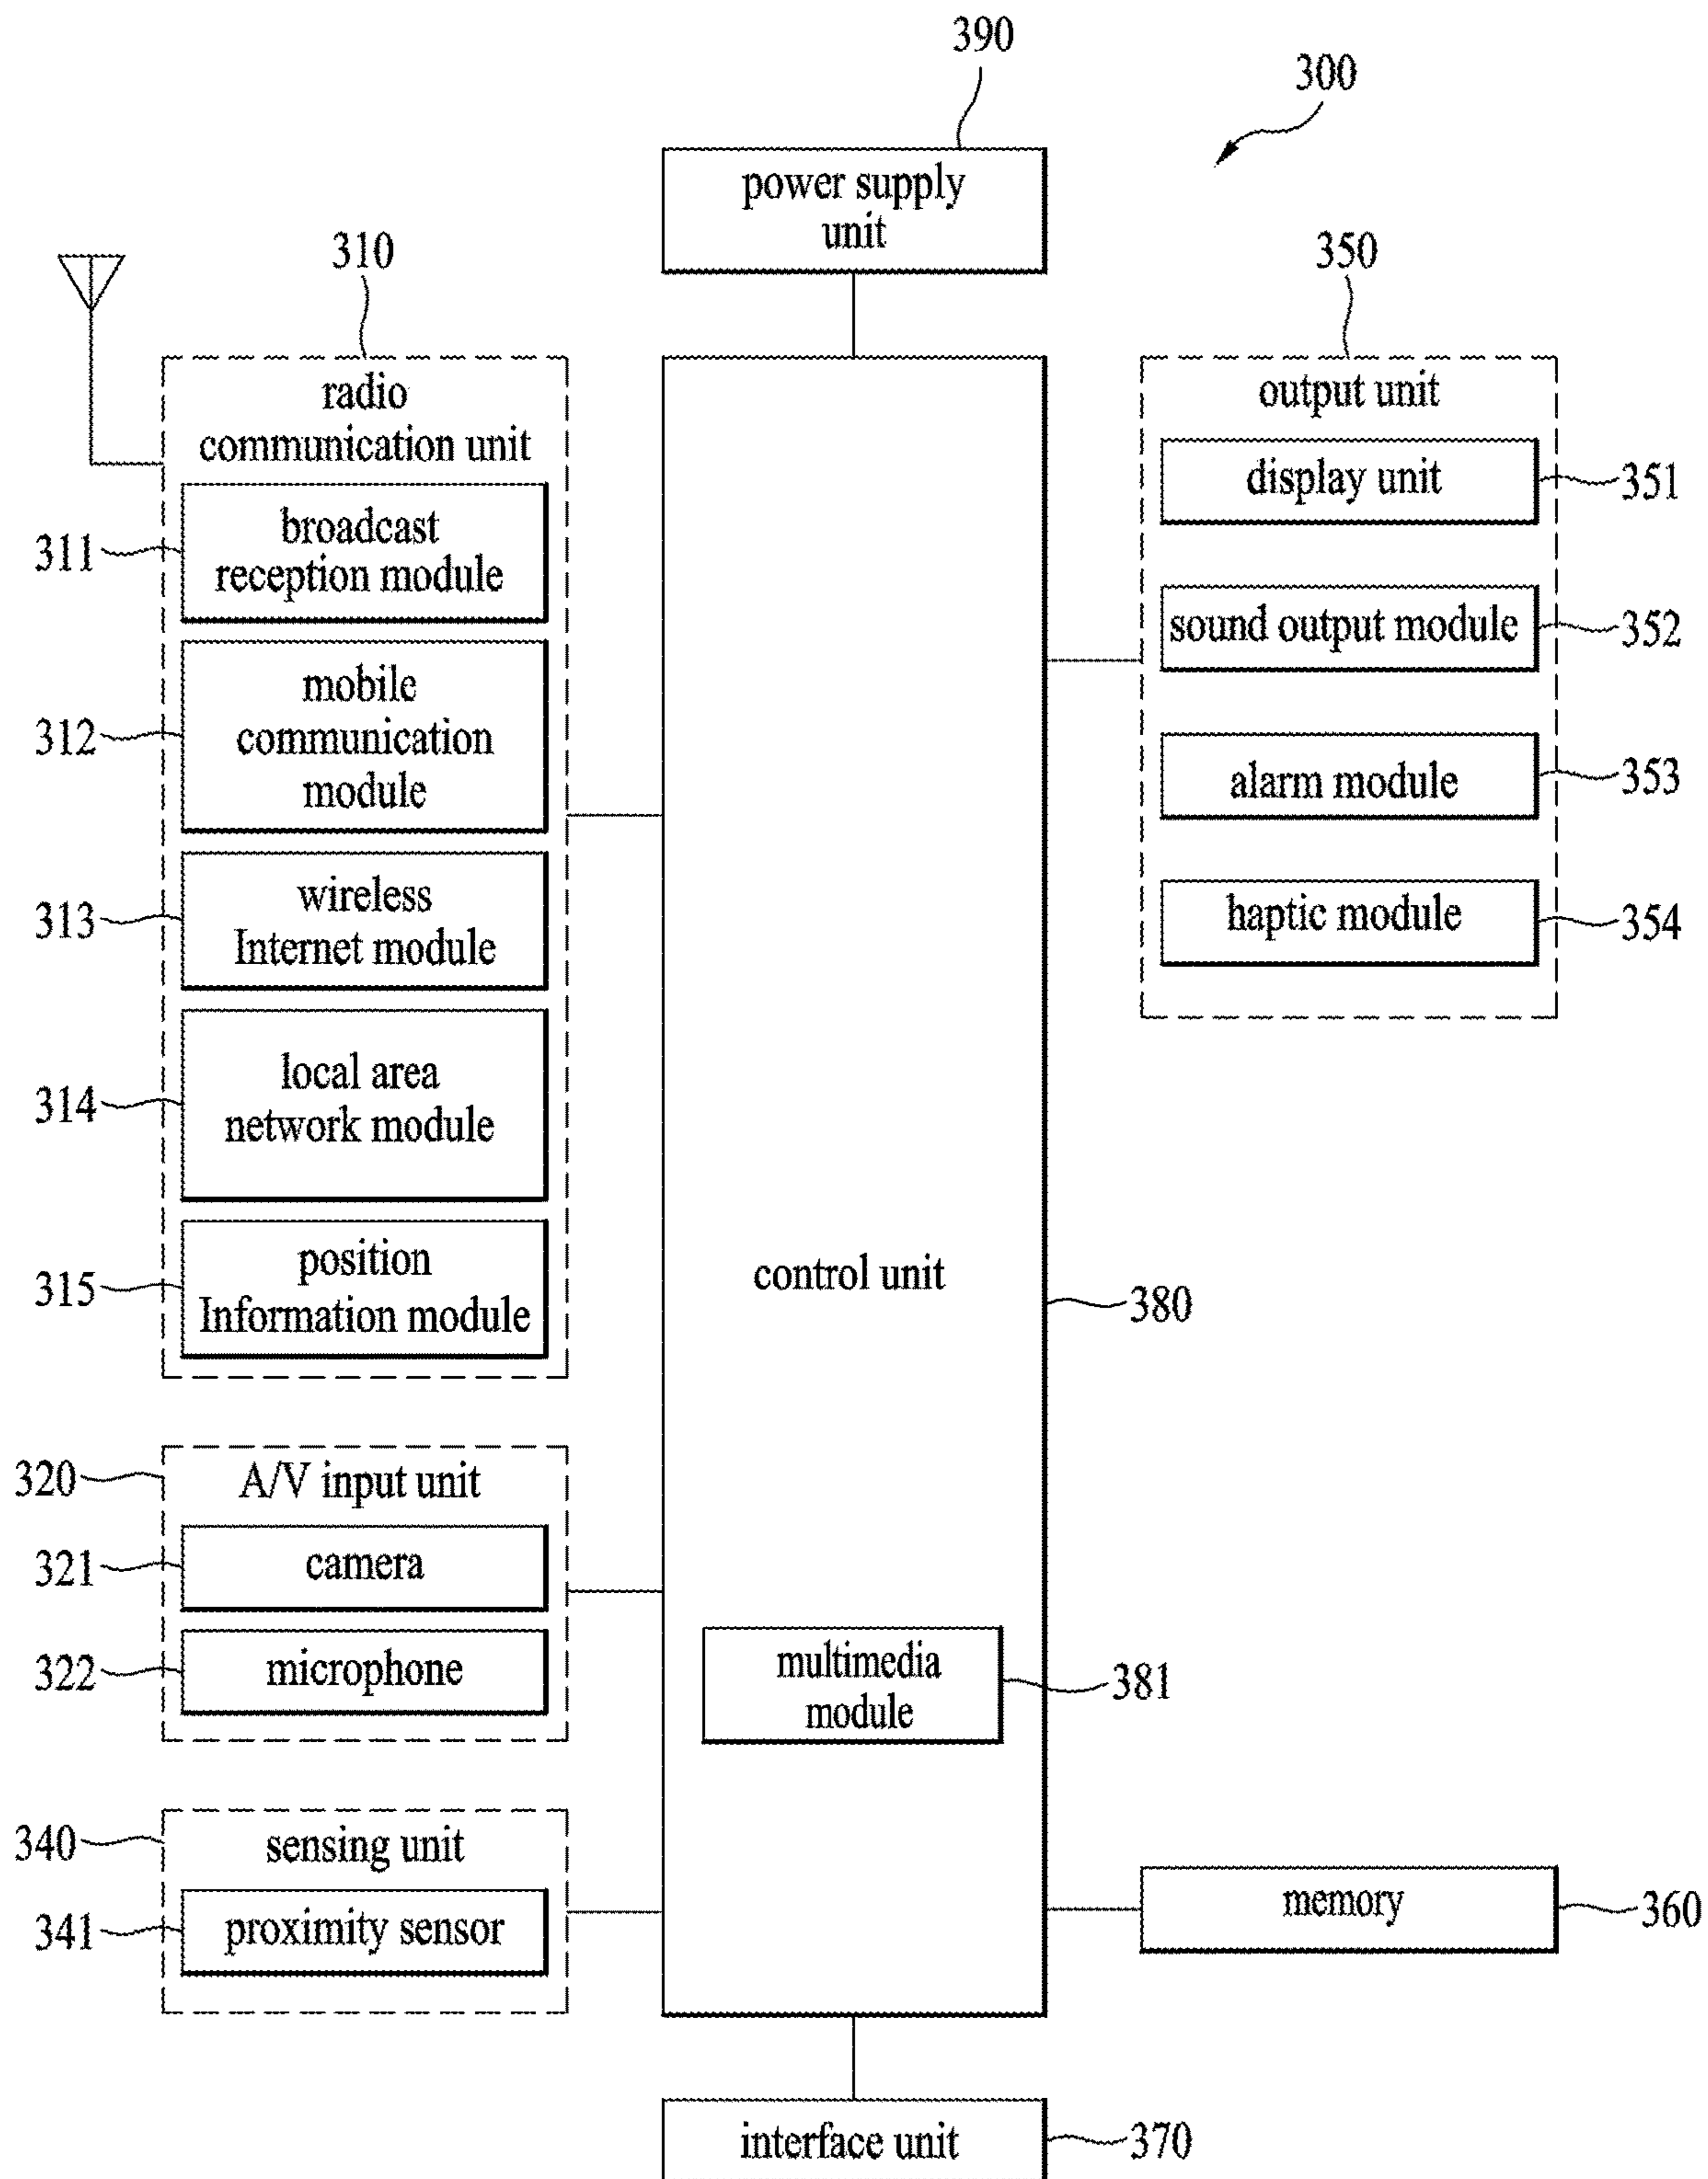 390
300
power supply
unit
310
350
radio
communication unit
311
broadcast
reception module
312
mobile
communication
module
313
wireless
Internet module
314
local area
network module
315
position
Information module
output unit
display unit
351
sound output module
352
alarm module
353
haptic module
354
control unit
380
320
A/V input unit
321
camera
322
microphone
multimedia
module
381
340
sensing unit
341
proximity sensor
memory
360
interface unit
370